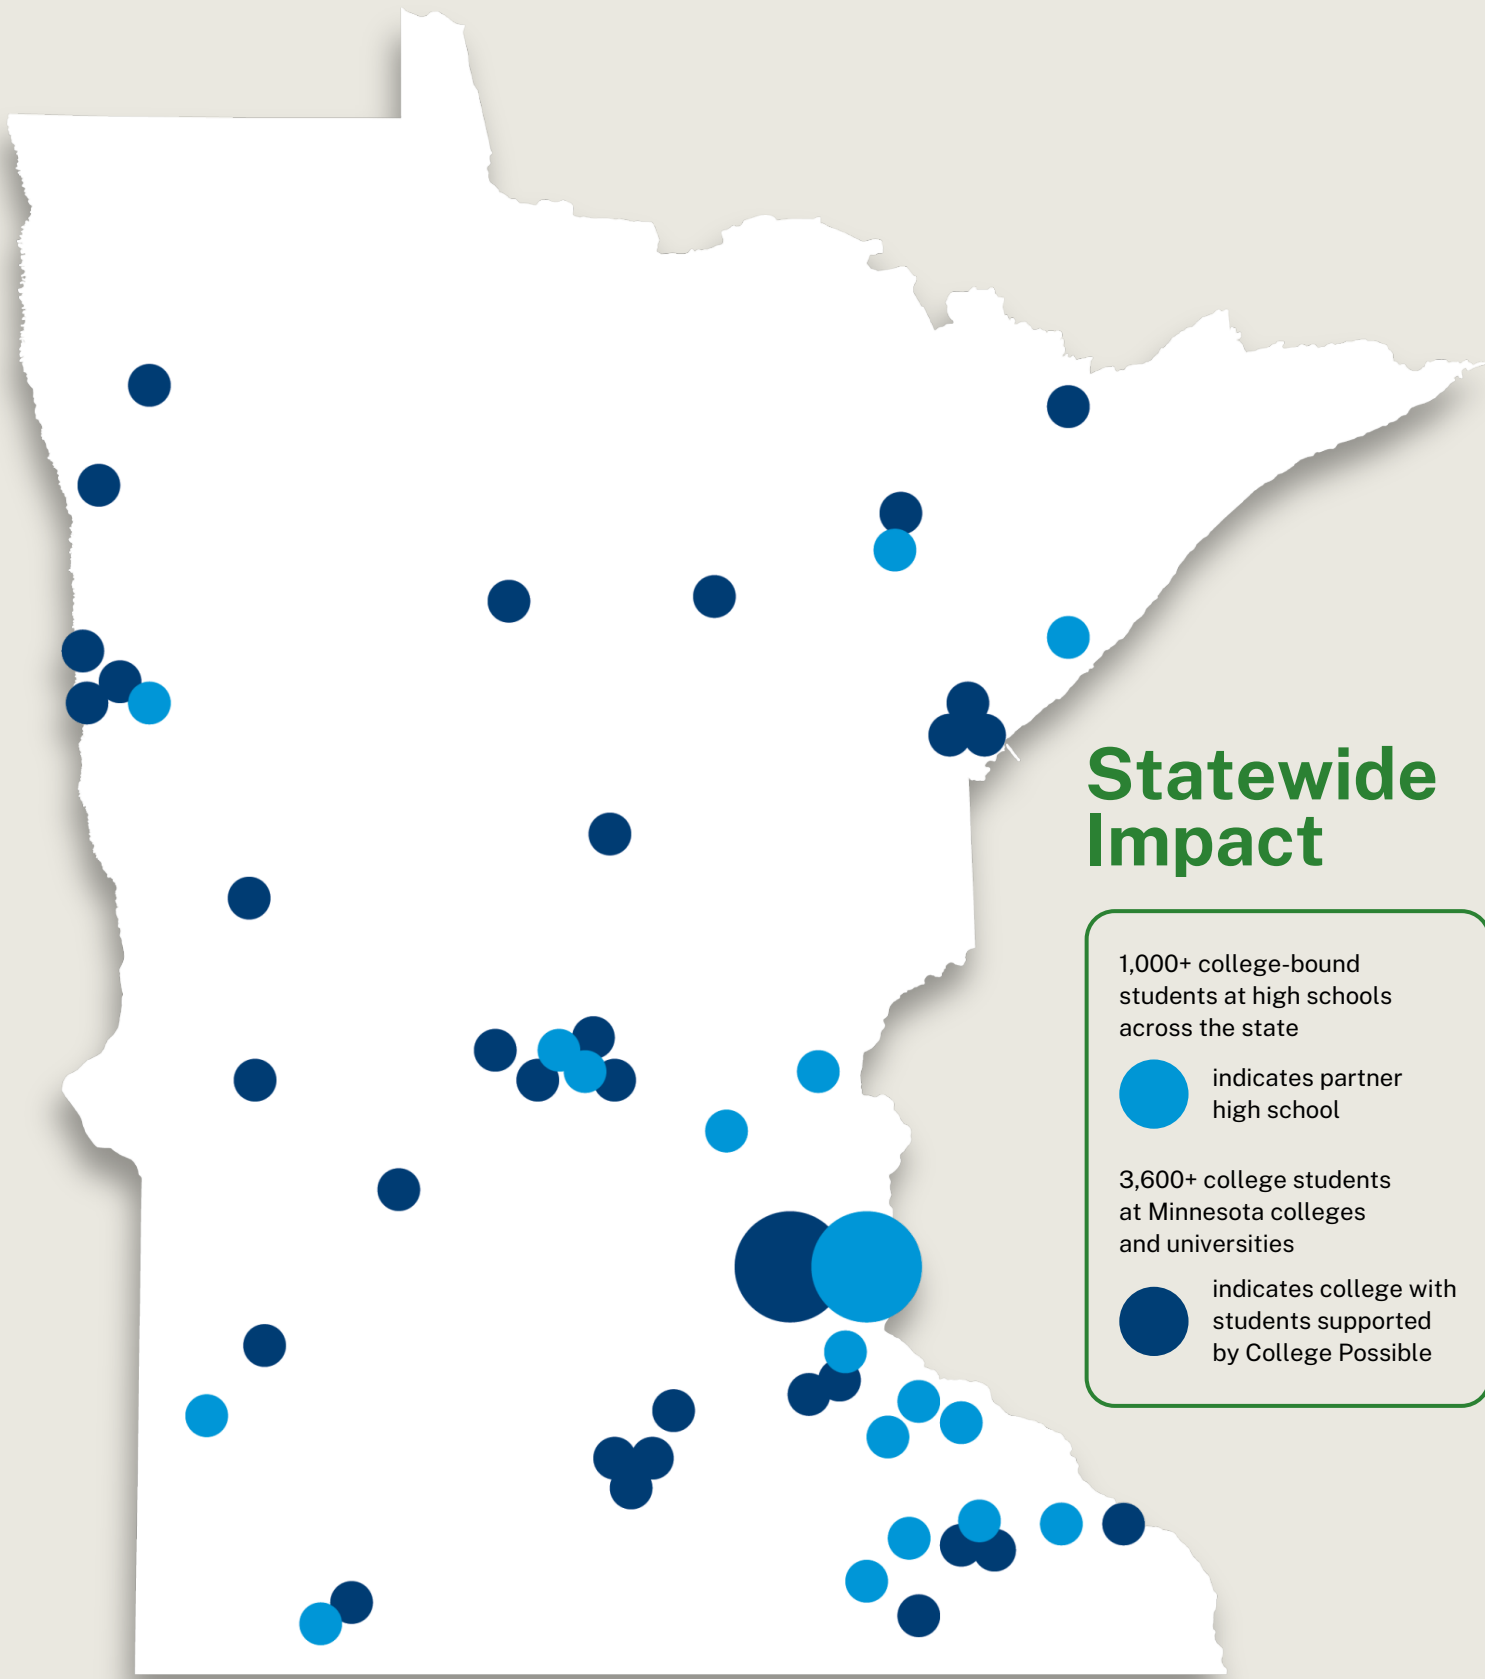 Statewide
Impact
1,000+ college-bound
students at high schools
across the state
indicates partner
high school
3,600+ college students
at Minnesota colleges
and universities
indicates college with
students supported
by College Possible